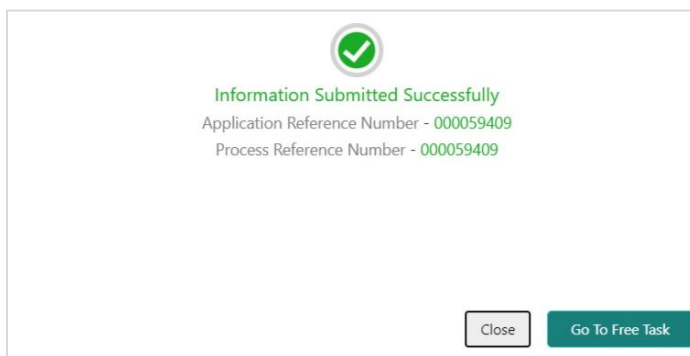 Information Submitted Successfully
Application Reference Number - 000059409
Process Reference Number - 000059409
Close
Go To Free Task